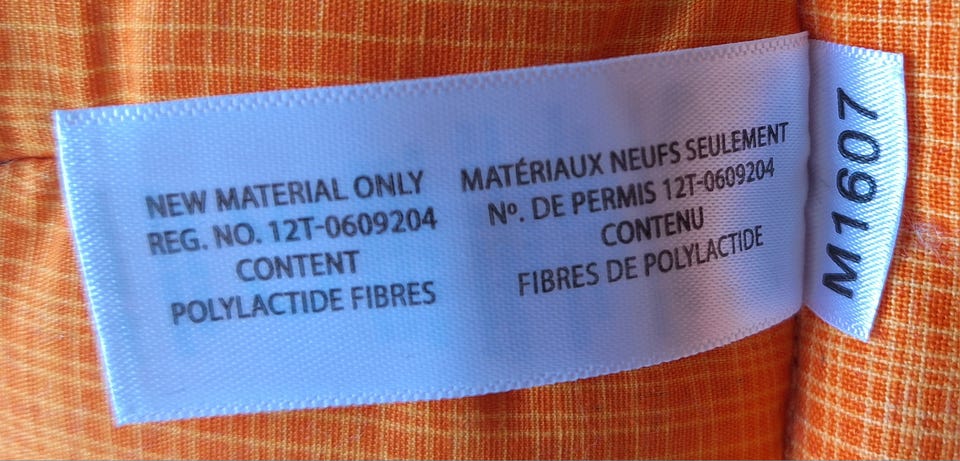 NEW MATERIAL ONLY
REG. NO. 12T-0609204
CONTENT
POLYLACTIDE FIBRES
MATÉRIAUX NEUFS SEULEMENT
Nº. DE PERMIS 12T-0609204
CONTENU
FIBRES DE POLYLACTIDE
M1607